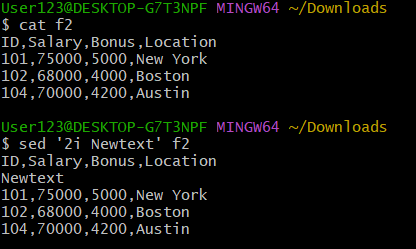 User123@DESKTOP-G7T3NPF MINGW64 ~/Downloads
$ cat f2
ID,Salary,Bonus,Location
101,75000,5000,New York
102,68000,4000,Boston
104,70000,4200,Austin
User123@DESKTOP-G7T3NPF MINGW64 ~/Downloads
$ sed '2i Newtext' f2
ID,Salary,Bonus,Location
Newtext
101,75000,5000,New York
102,68000,4000,Boston
104,70000,4200,Austin